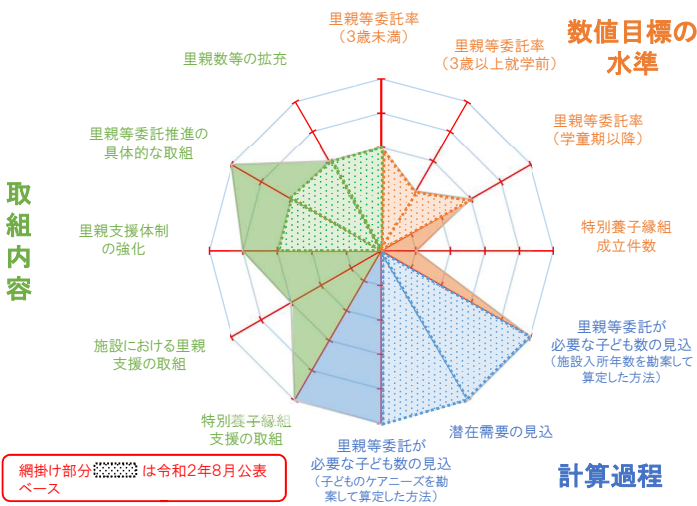 里親等委託率
（3歳未満）
里親等委託率
（3歳以上就学前）
数値目標の
水準
里親数等の拡充
里親等委託率
（学童期以降）
里親等委託推進の
具体的な取組
特別養子縁組
成立件数
取組内容
里親支援体制
の強化
里親等委託が
必要な子ども数の見込
（施設入所年数を勘案して
算定した方法）
施設における里親
支援の取組
特別養子縁組
支援の取組
潜在需要の見込
里親等委託が
必要な子ども数の見込
（子どものケアニーズを勘
案して算定した方法）
計算過程
網掛け部分 は令和2年8月公表
ベース